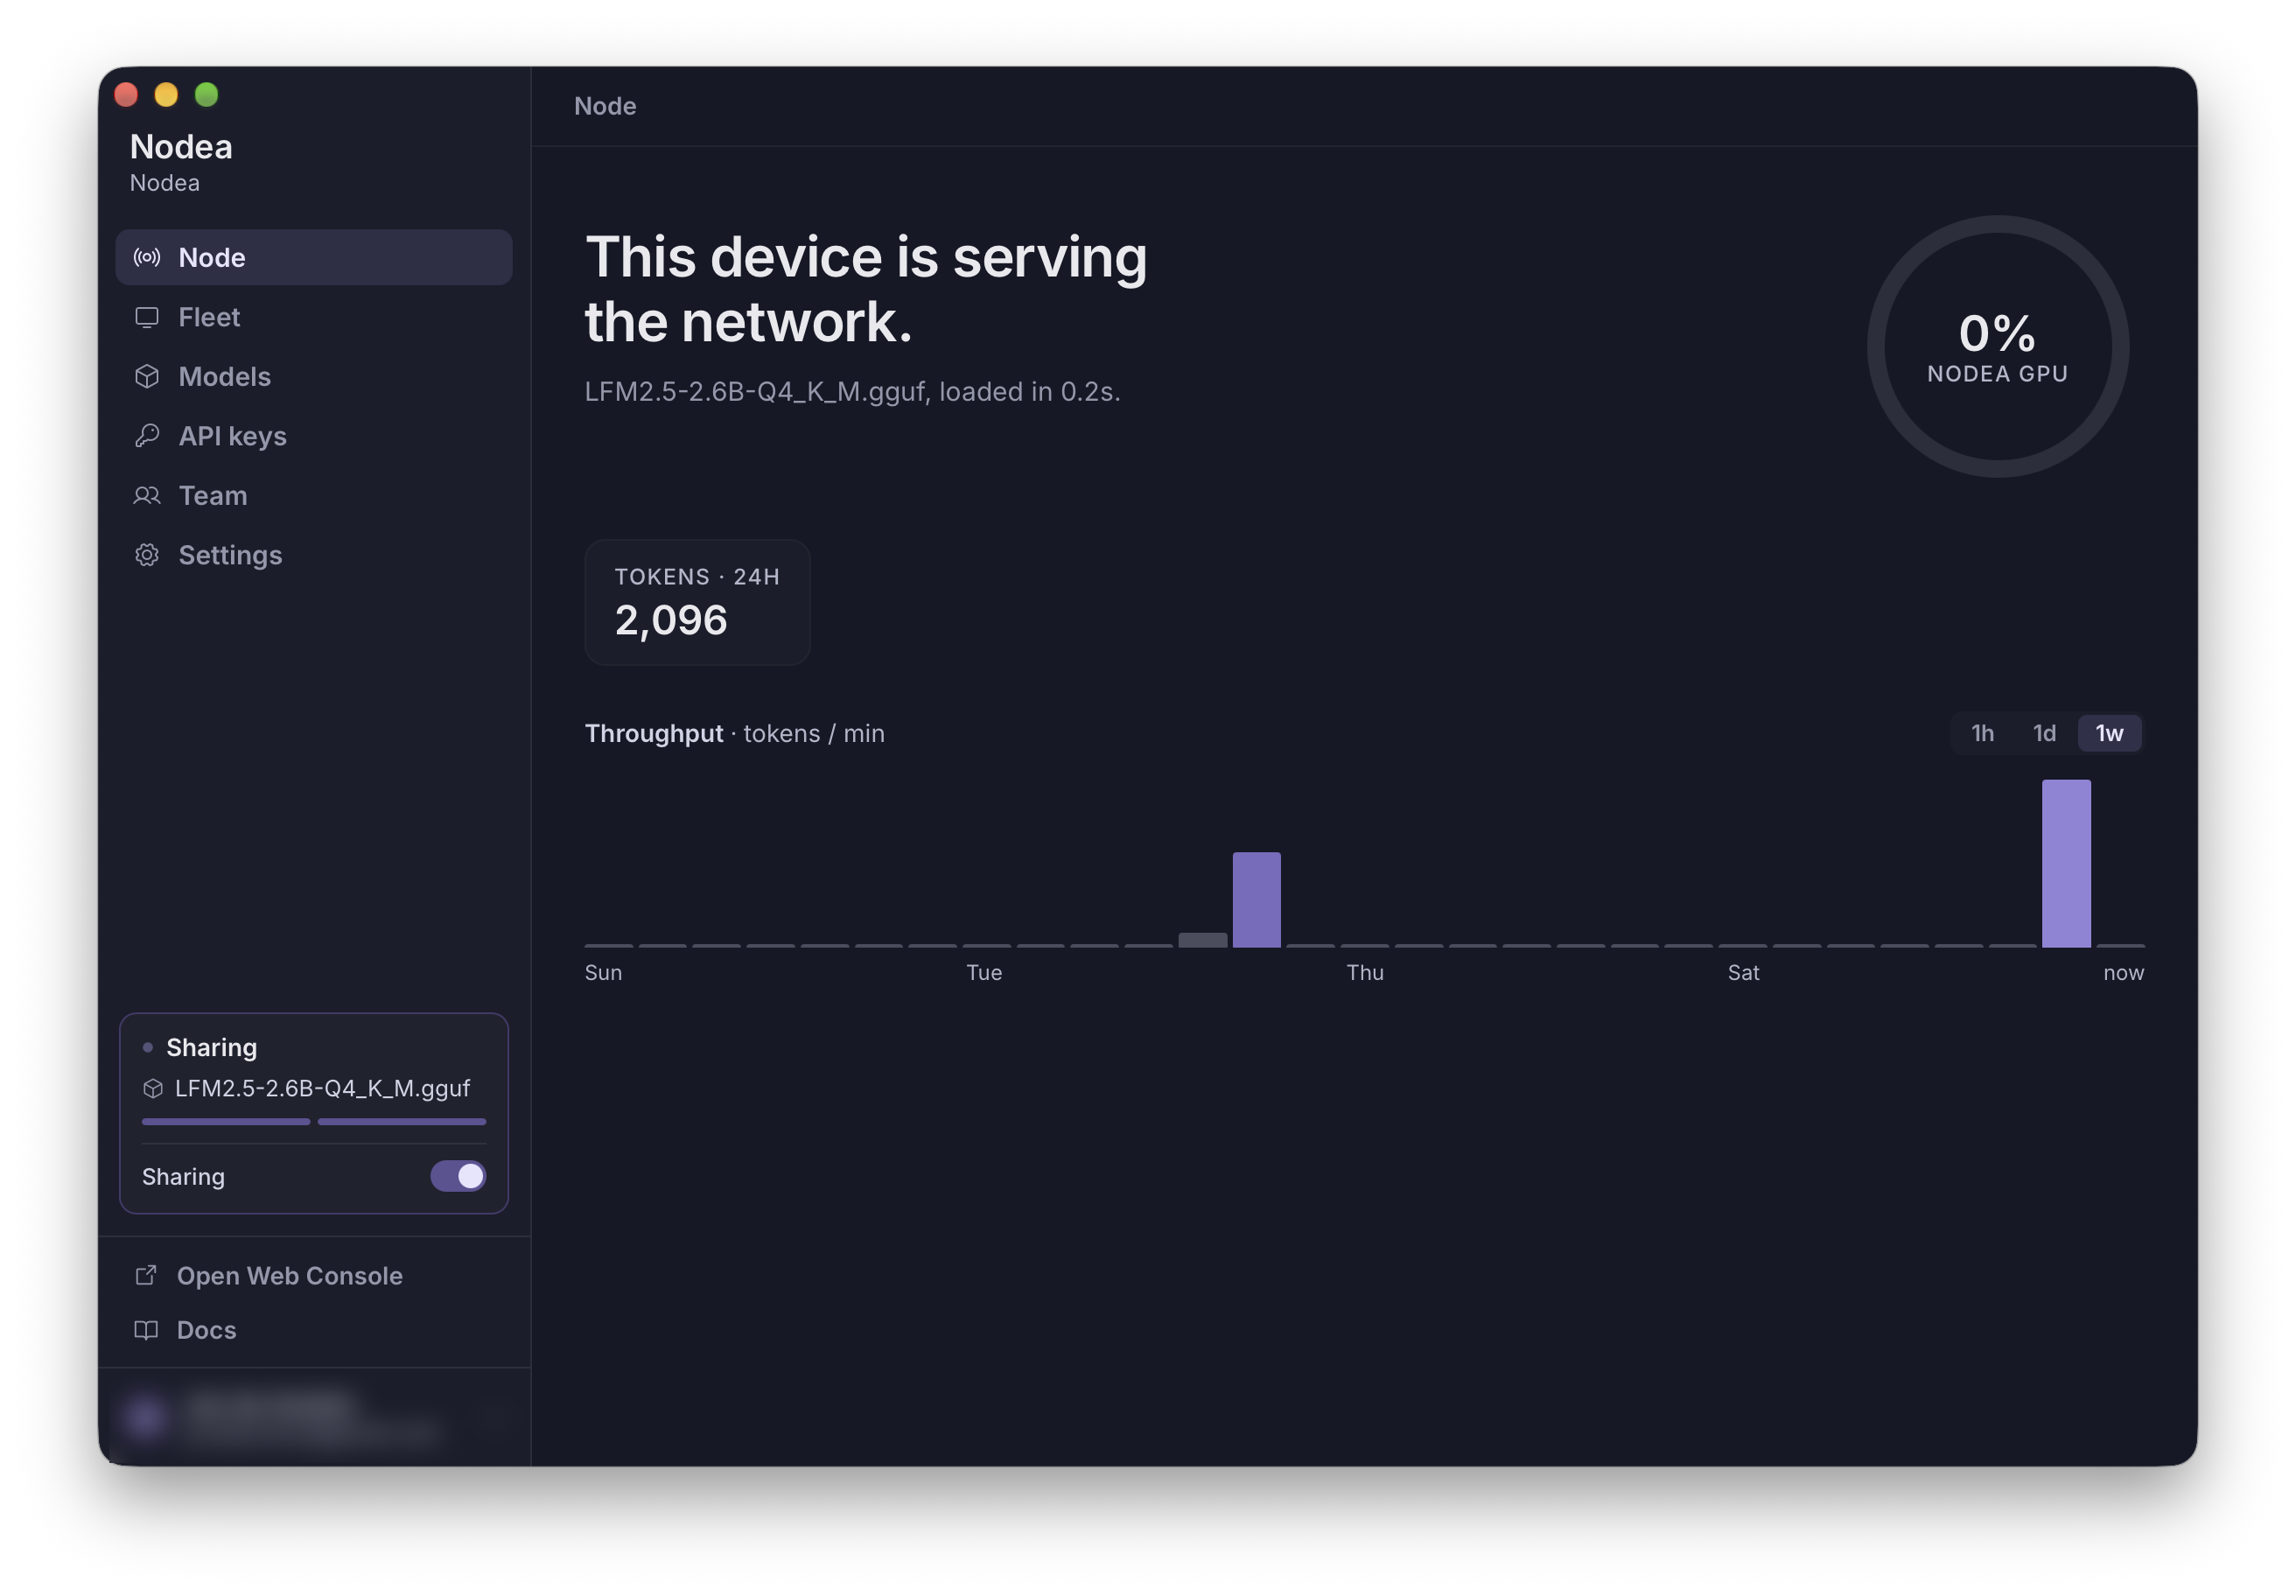 Nodea
Nodea
Node
Fleet
Models
API keys
Team
Settings
Sharing
LFM2.5-2.6B-Q4_K_M.gguf
Sharing
Open Web Console
Docs
Node
This device is serving
the network.
LFM2.5-2.6B-Q4_K_M.gguf, loaded in 0.2s.
0%
NODEA GPU
TOKENS · 24H
2,096
Throughput · tokens / min
1h 1d 1w
Sun Tue Thu Sat now